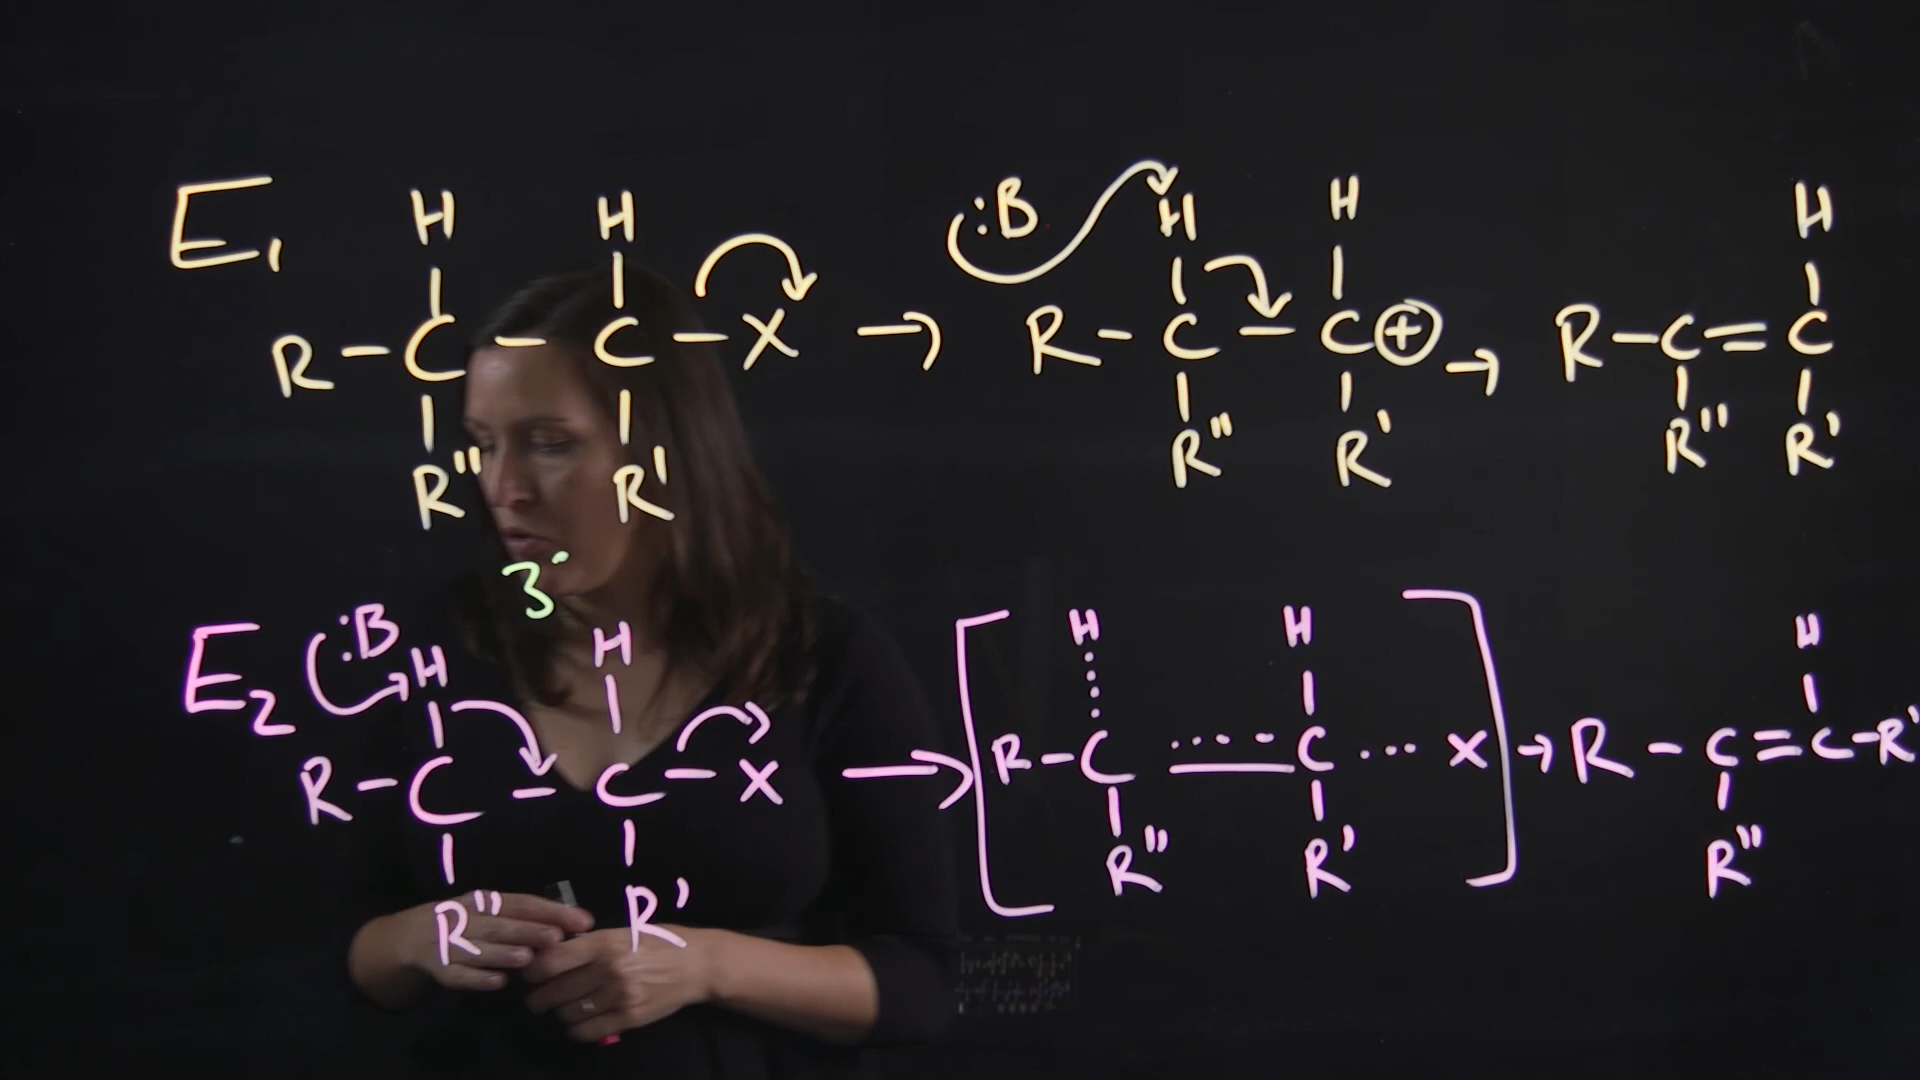 E1
H H :B H H H
R - C - C - X → R - C - C ⊕ → R - C = C
R" R' R" R' R" R'
3°
E2 :B H H H H H
R - C - C - X → [ R - C ⋯ C ⋯ X ] → R - C = C - R'
R" R' R" R' R"